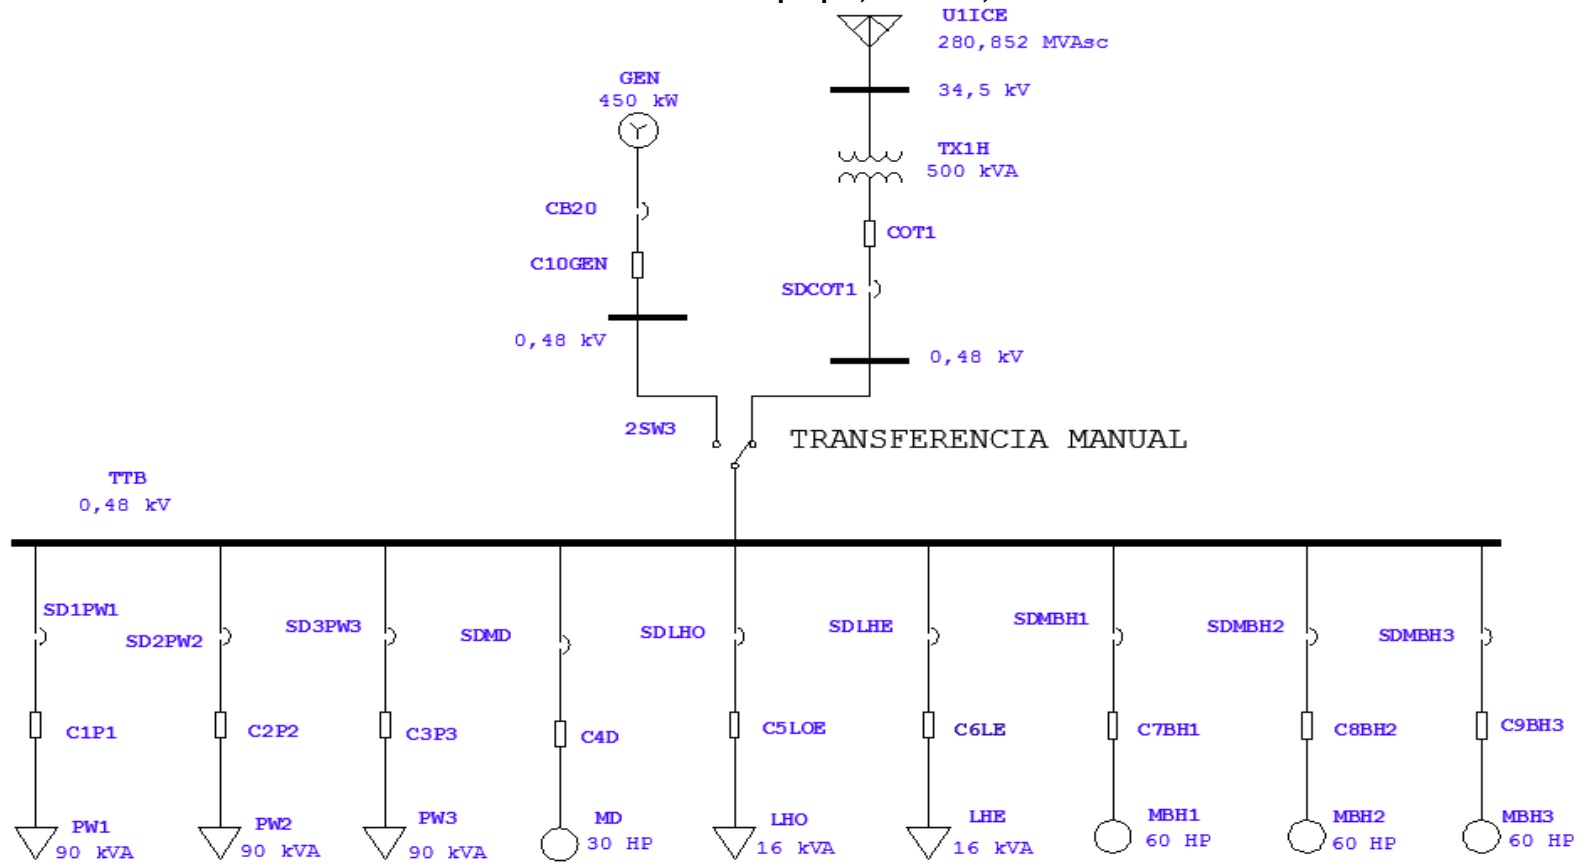 U1ICE
280,852 MVAsc
GEN
450 kW
34,5 kV
TX1H
500 kVA
CB20
COT1
C10GEN
SDCOT1
0,48 kV
0,48 kV
2SW3
TRANSFERENCIA MANUAL
TTB
0,48 kV
SD1PW1
SD2PW2
SD3PW3
SDMD
SDLHO
SDLHE
SDMBH1
SDMBH2
SDMBH3
C1P1
C2P2
C3P3
C4D
C5LOE
C6LE
C7BH1
C8BH2
C9BH3
PW1
90 kVA
PW2
90 kVA
PW3
90 kVA
MD
30 HP
LHO
16 kVA
LHE
16 kVA
MBH1
60 HP
MBH2
60 HP
MBH3
60 HP